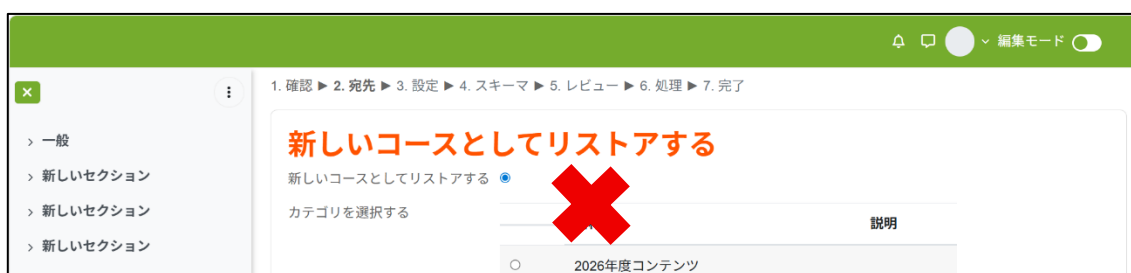 編集モード
1. 確認 ▶ 2. 宛先 ▶ 3. 設定 ▶ 4. スキーマ ▶ 5. レビュー ▶ 6. 処理 ▶ 7. 完了
一般
新しいセクション
新しいセクション
新しいセクション
新しいコースとしてリストアする
新しいコースとしてリストアする
カテゴリを選択する
説明
2026年度コンテンツ